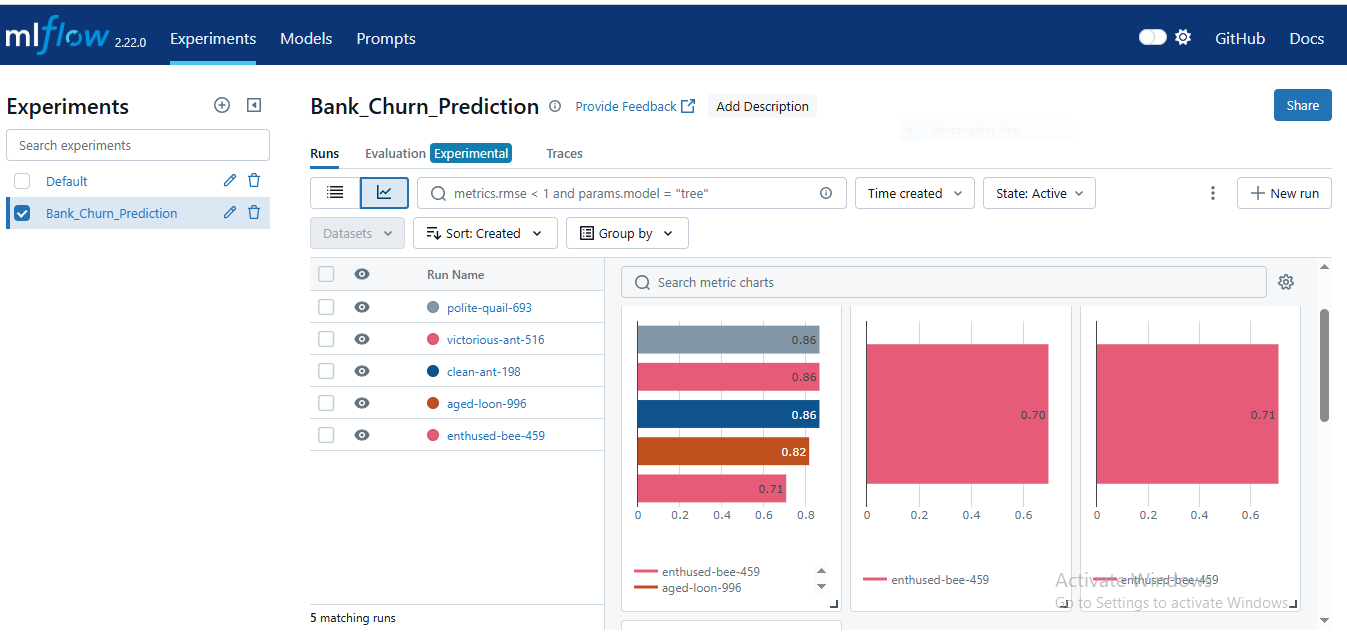 mlflow 2.22.0 Experiments Models Prompts GitHub Docs
Experiments
Search experiments
Default
Bank_Churn_Prediction
Bank_Churn_Prediction Provide Feedback Add Description Share
Rectangular Snip
Runs Evaluation Experimental Traces
metrics.rmse < 1 and params.model = "tree" Time created State: Active New run
Datasets Sort: Created Group by
Run Name
polite-quail-693
victorious-ant-516
clean-ant-198
aged-loon-996
enthused-bee-459
5 matching runs
Search metric charts
0.86
0.86
0.86
0.82
0.71
0 0.2 0.4 0.6 0.8
enthused-bee-459
aged-loon-996
0.70
0 0.2 0.4 0.6
enthused-bee-459
0.71
0 0.2 0.4 0.6
enthused-bee-459
Activate Windows
Go to Settings to activate Windows.